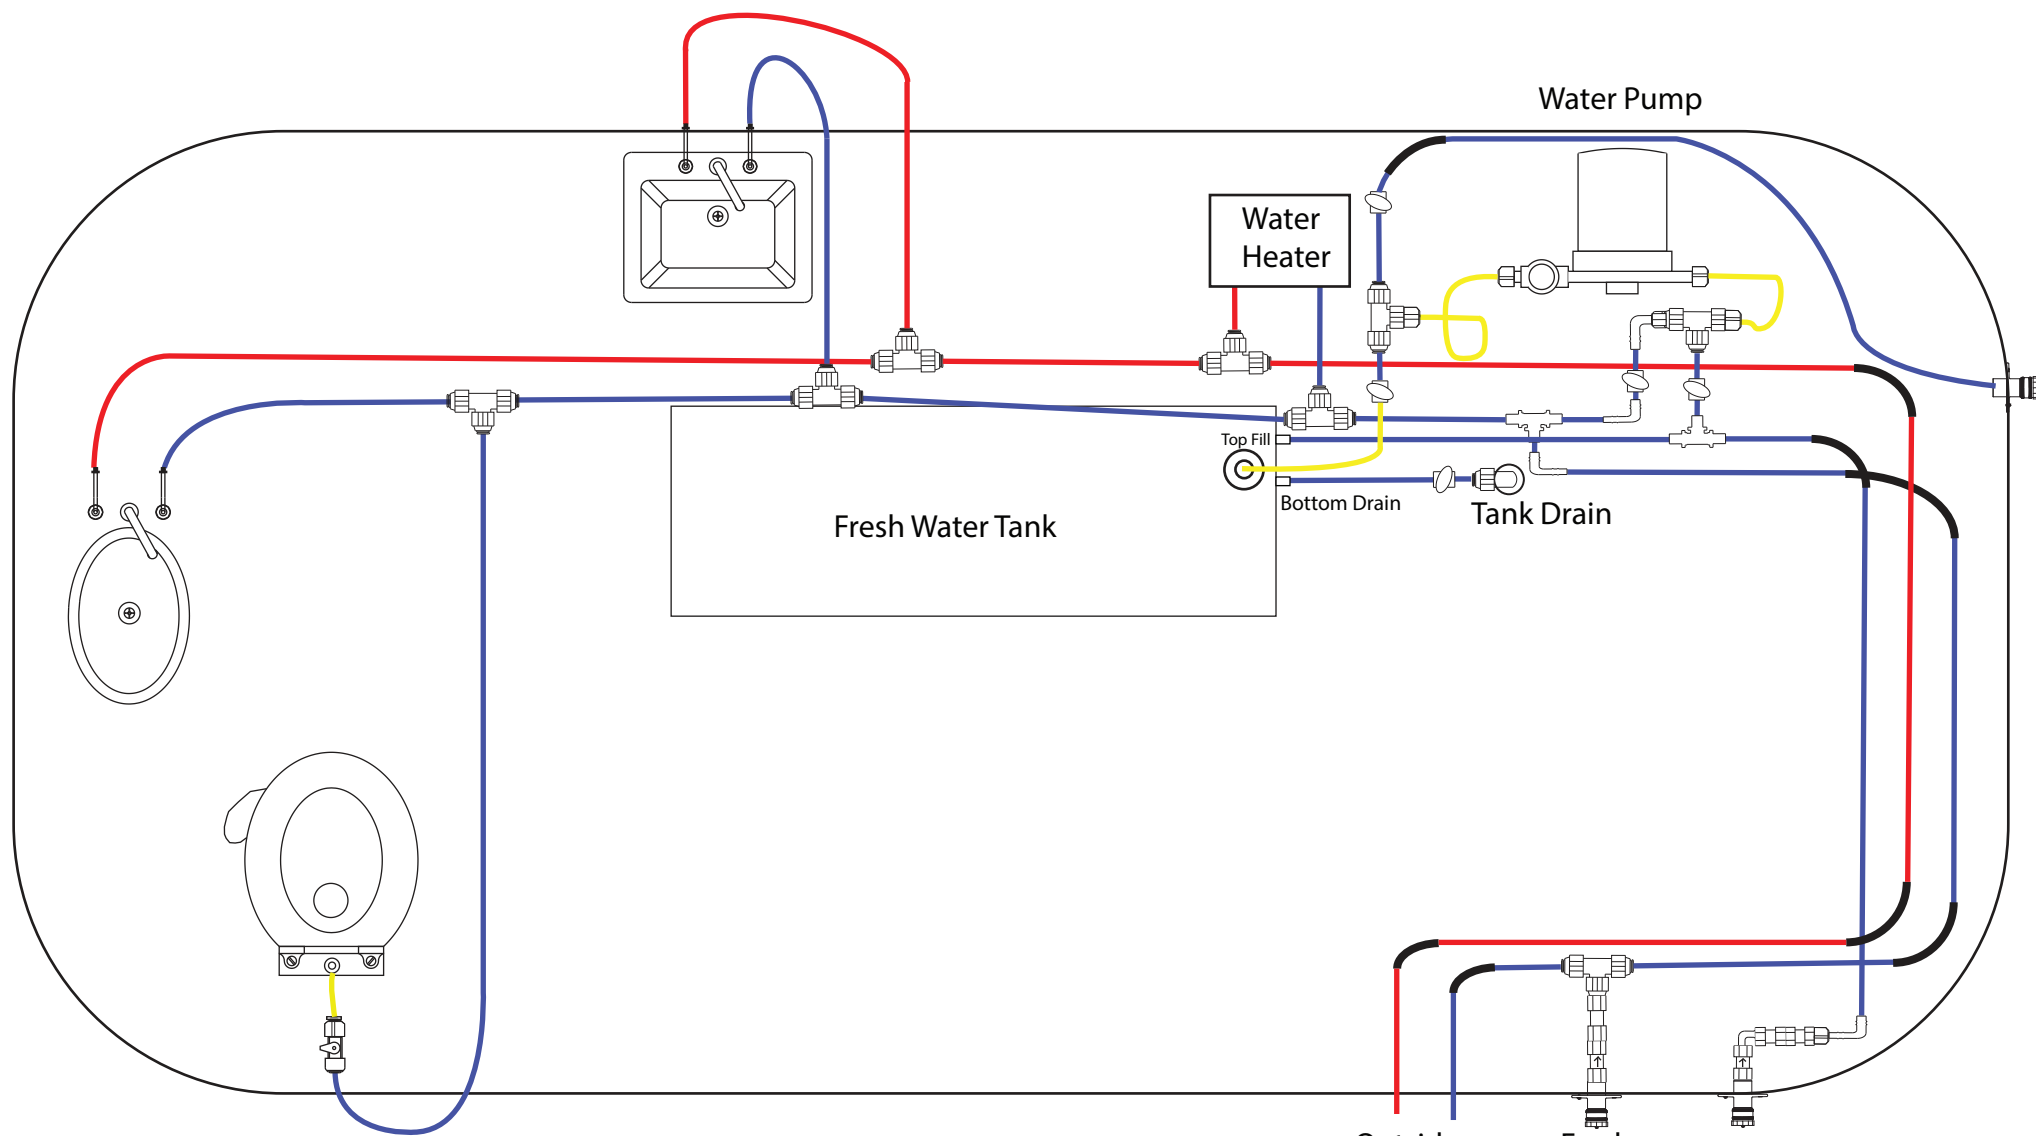 Water Pump
Water
Heater
Top Fill
Bottom Drain
Tank Drain
Fresh Water Tank